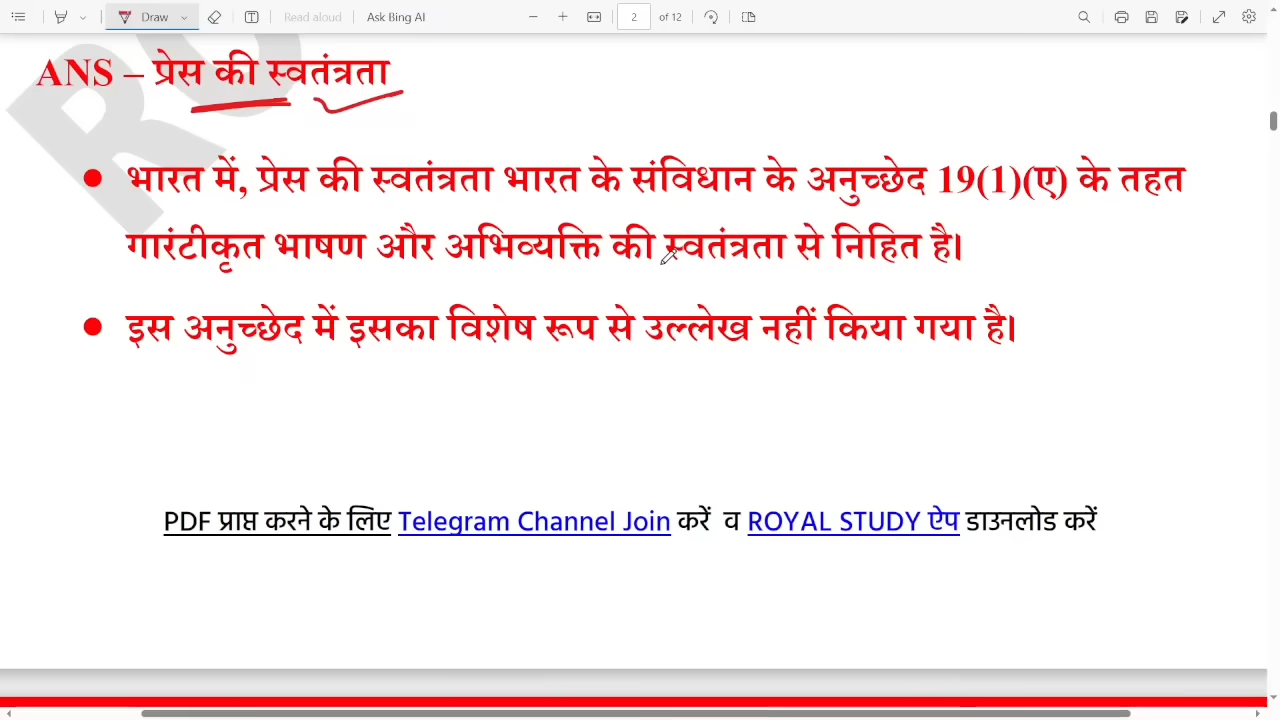 Draw
Read aloud
Ask Bing AI
2 of 12
ANS – प्रेस की स्वतंत्रता
• भारत में, प्रेस की स्वतंत्रता भारत के संविधान के अनुच्छेद 19(1)(ए) के तहत
गारंटीकृत भाषण और अभिव्यक्ति की स्वतंत्रता से निहित है।
• इस अनुच्छेद में इसका विशेष रूप से उल्लेख नहीं किया गया है।
PDF प्राप्त करने के लिए Telegram Channel Join करें व ROYAL STUDY ऐप डाउनलोड करें